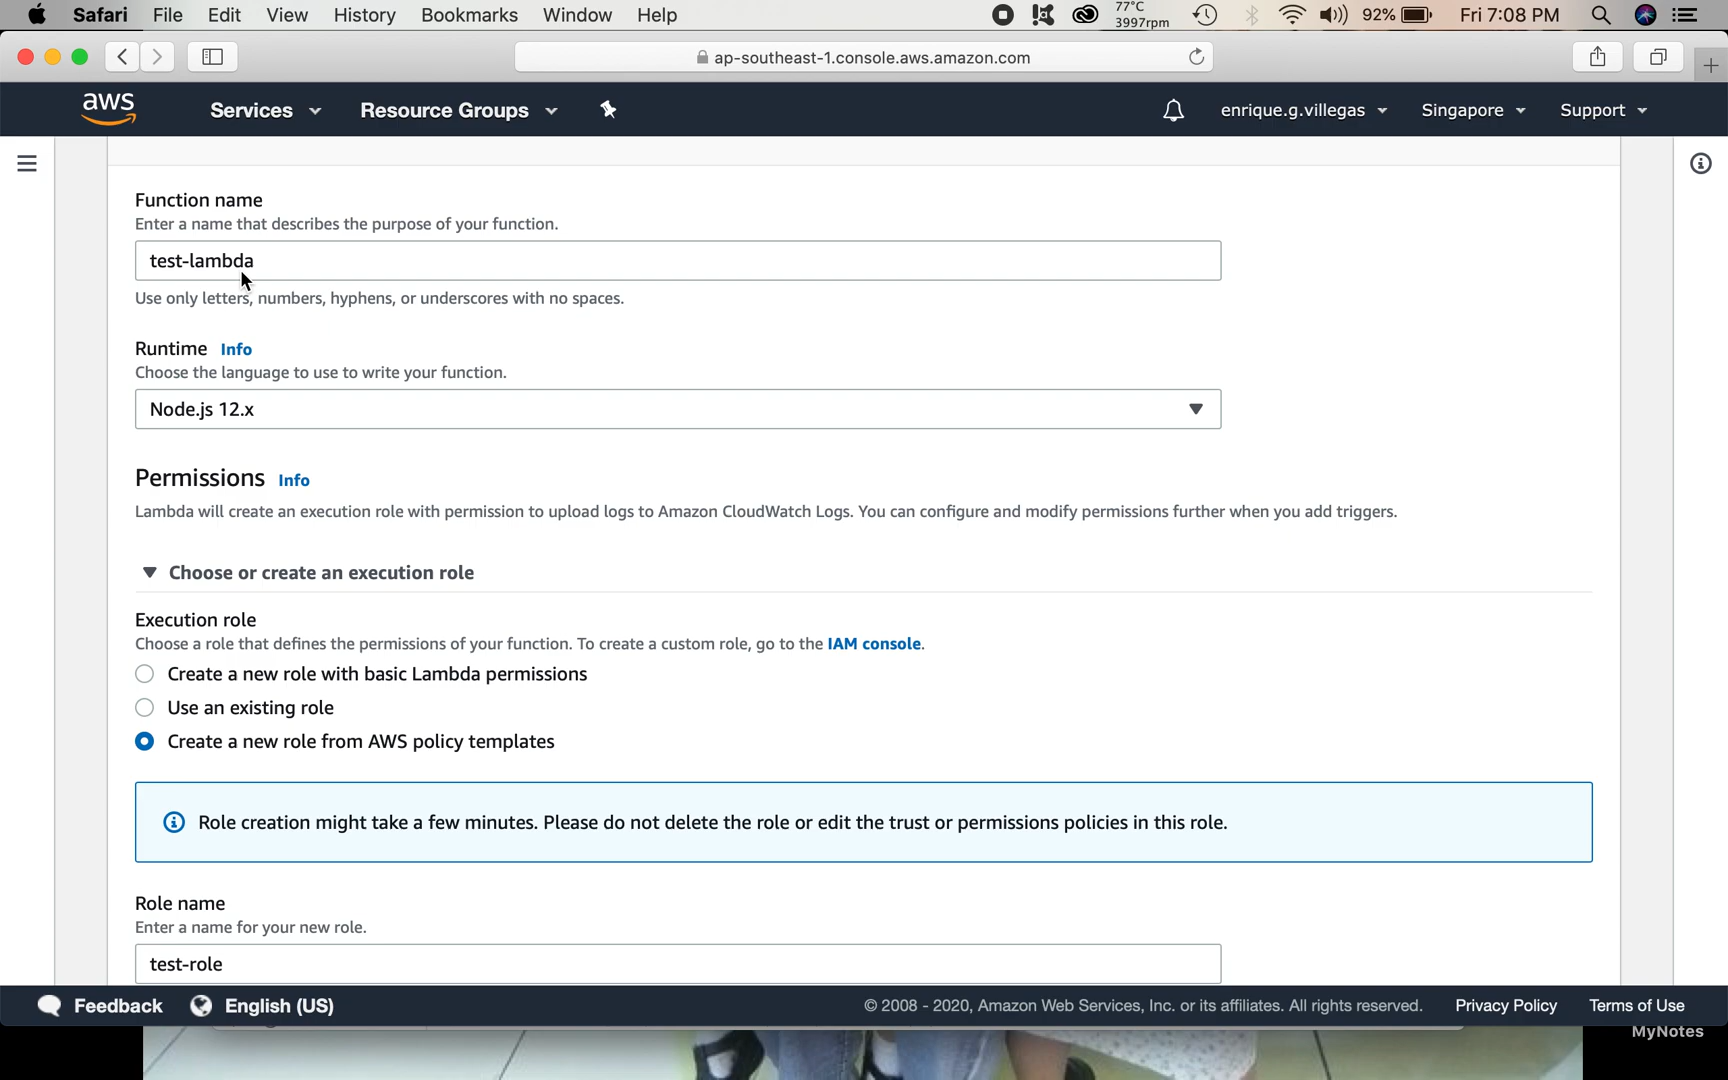 Safari File Edit View History Bookmarks Window Help 77°C 3997rpm 92% Fri 7:08 PM
ap-southeast-1.console.aws.amazon.com
aws Services Resource Groups enrique.g.villegas Singapore Support
Function name
Enter a name that describes the purpose of your function.
test-lambda
Use only letters, numbers, hyphens, or underscores with no spaces.
Runtime Info
Choose the language to use to write your function.
Node.js 12.x
Permissions Info
Lambda will create an execution role with permission to upload logs to Amazon CloudWatch Logs. You can configure and modify permissions further when you add triggers.
Choose or create an execution role
Execution role
Choose a role that defines the permissions of your function. To create a custom role, go to the IAM console.
Create a new role with basic Lambda permissions
Use an existing role
Create a new role from AWS policy templates
Role creation might take a few minutes. Please do not delete the role or edit the trust or permissions policies in this role.
Role name
Enter a name for your new role.
test-role
Feedback English (US) © 2008 - 2020, Amazon Web Services, Inc. or its affiliates. All rights reserved. Privacy Policy Terms of Use
MyNotes